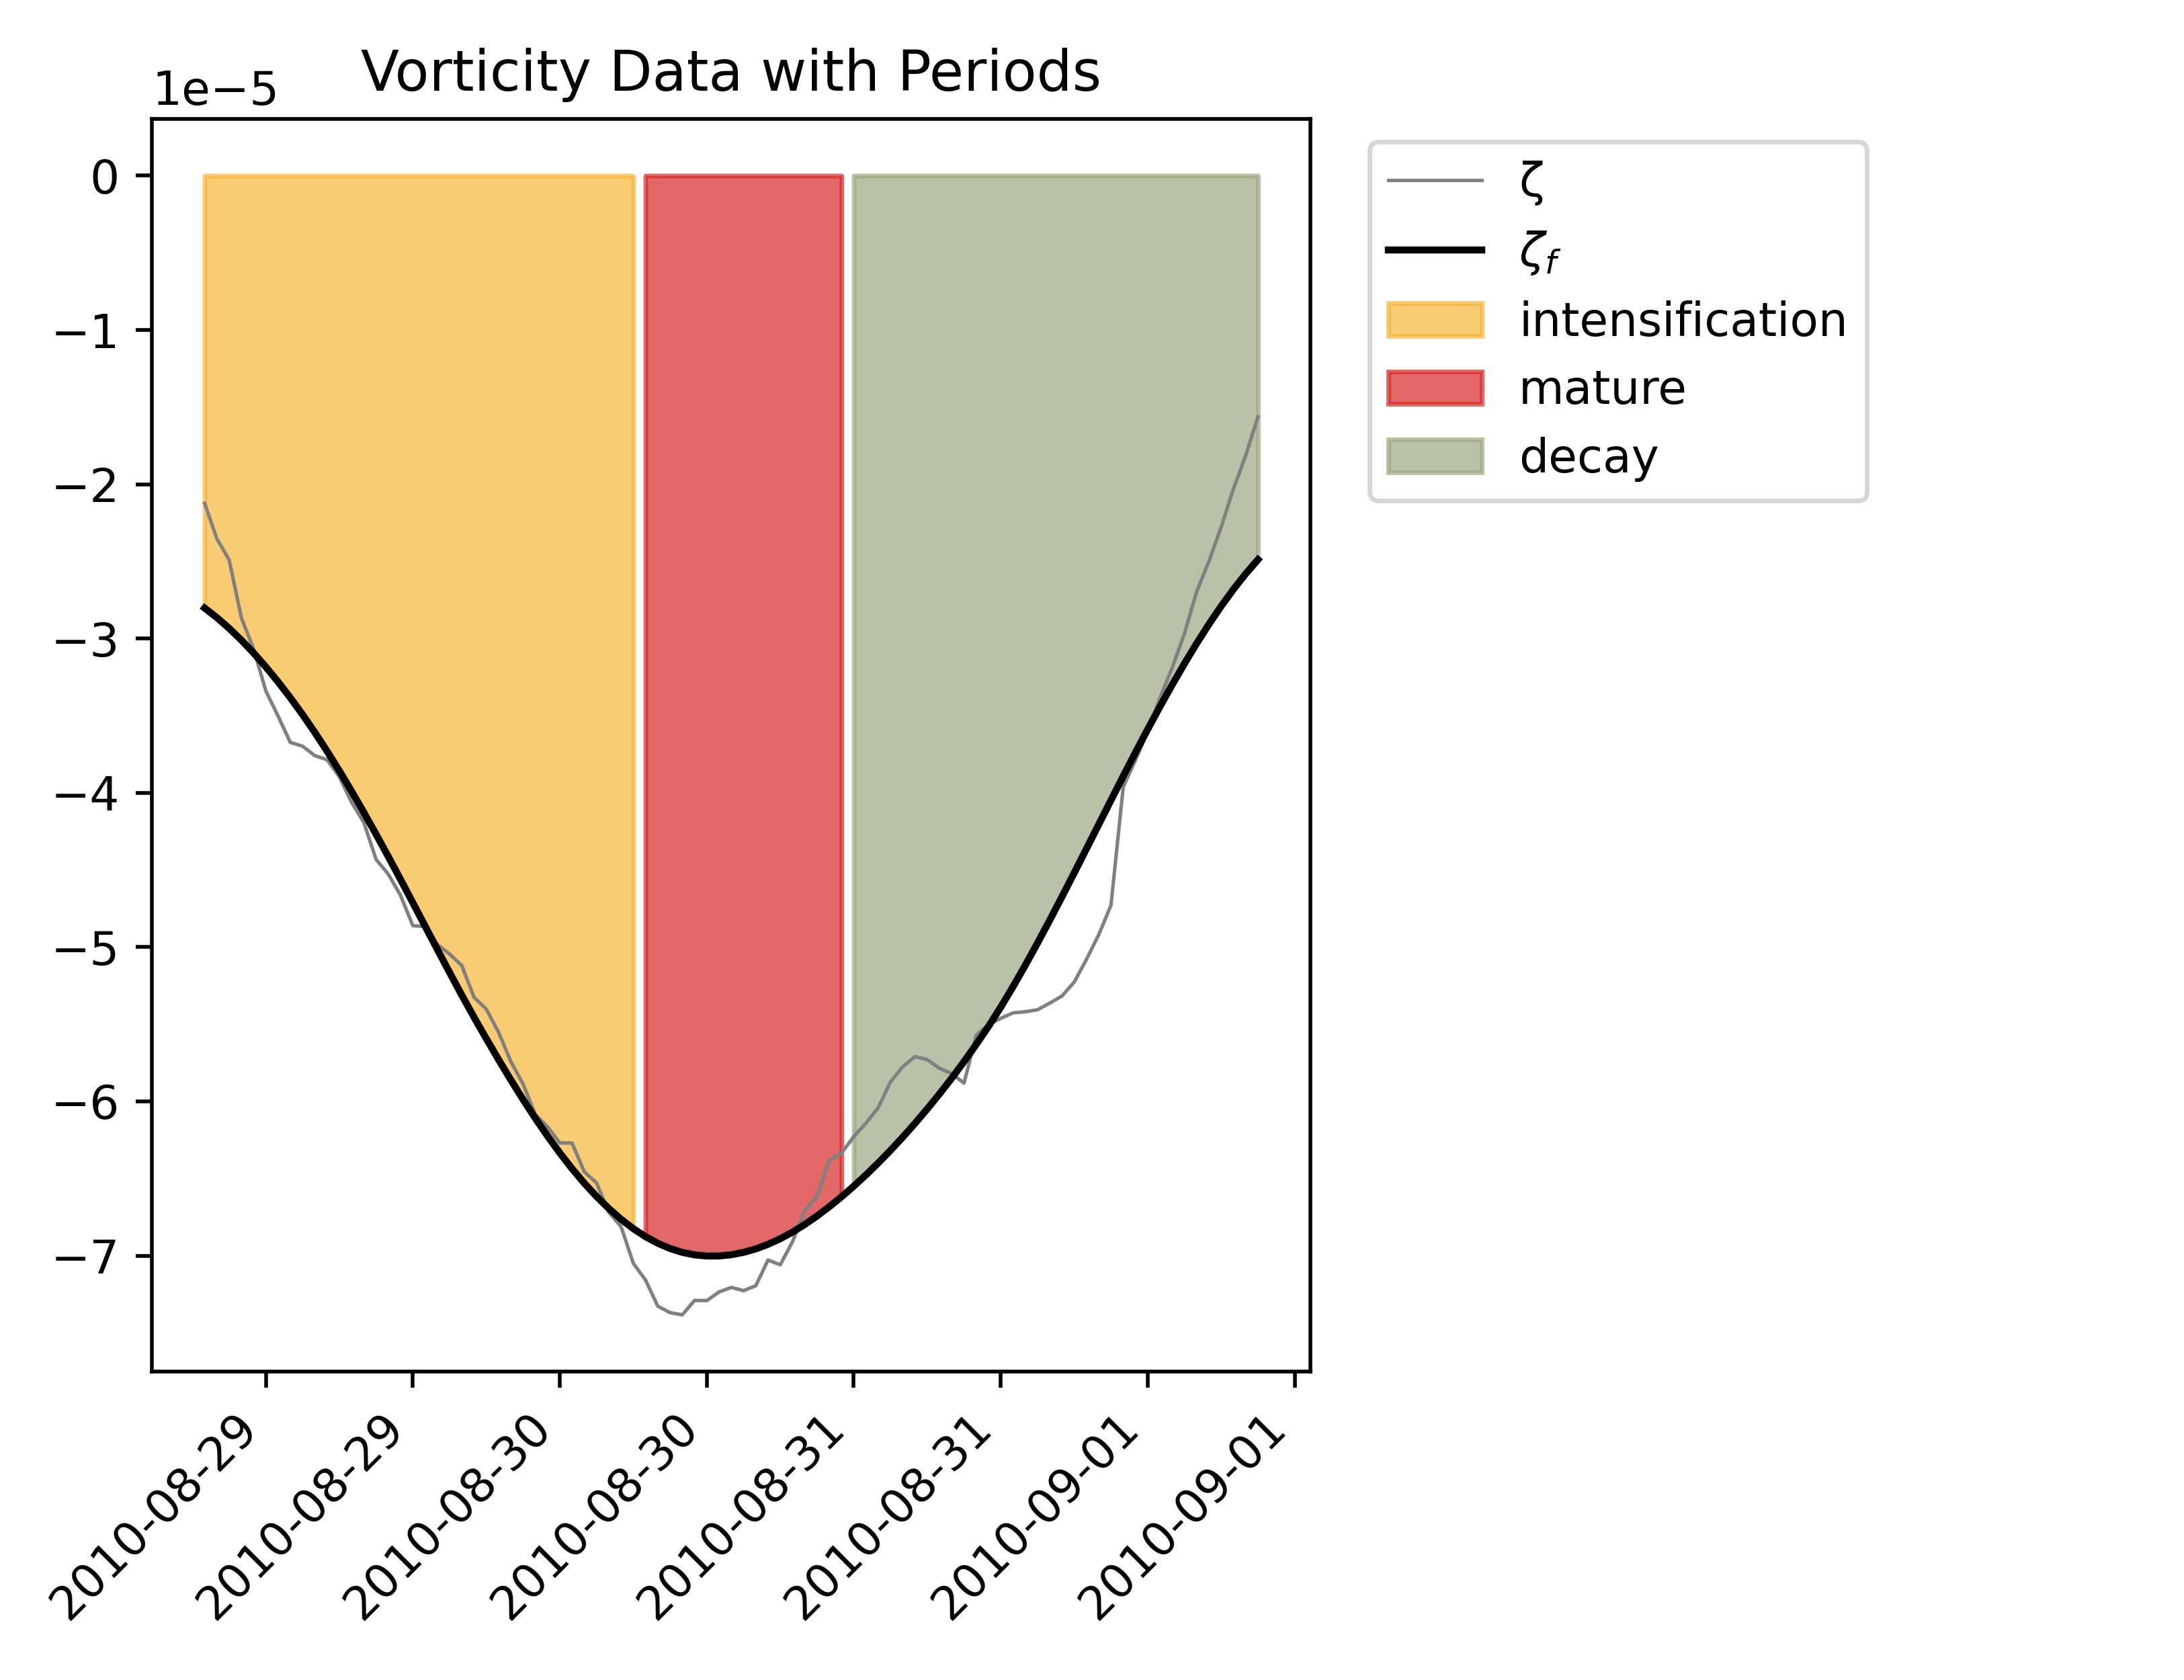 Vorticity Data with Periods
1e−5
0
−1
−2
−3
−4
−5
−6
−7
2010-08-29
2010-08-29
2010-08-30
2010-08-30
2010-08-31
2010-08-31
2010-09-01
2010-09-01
ζ
ζf
intensification
mature
decay